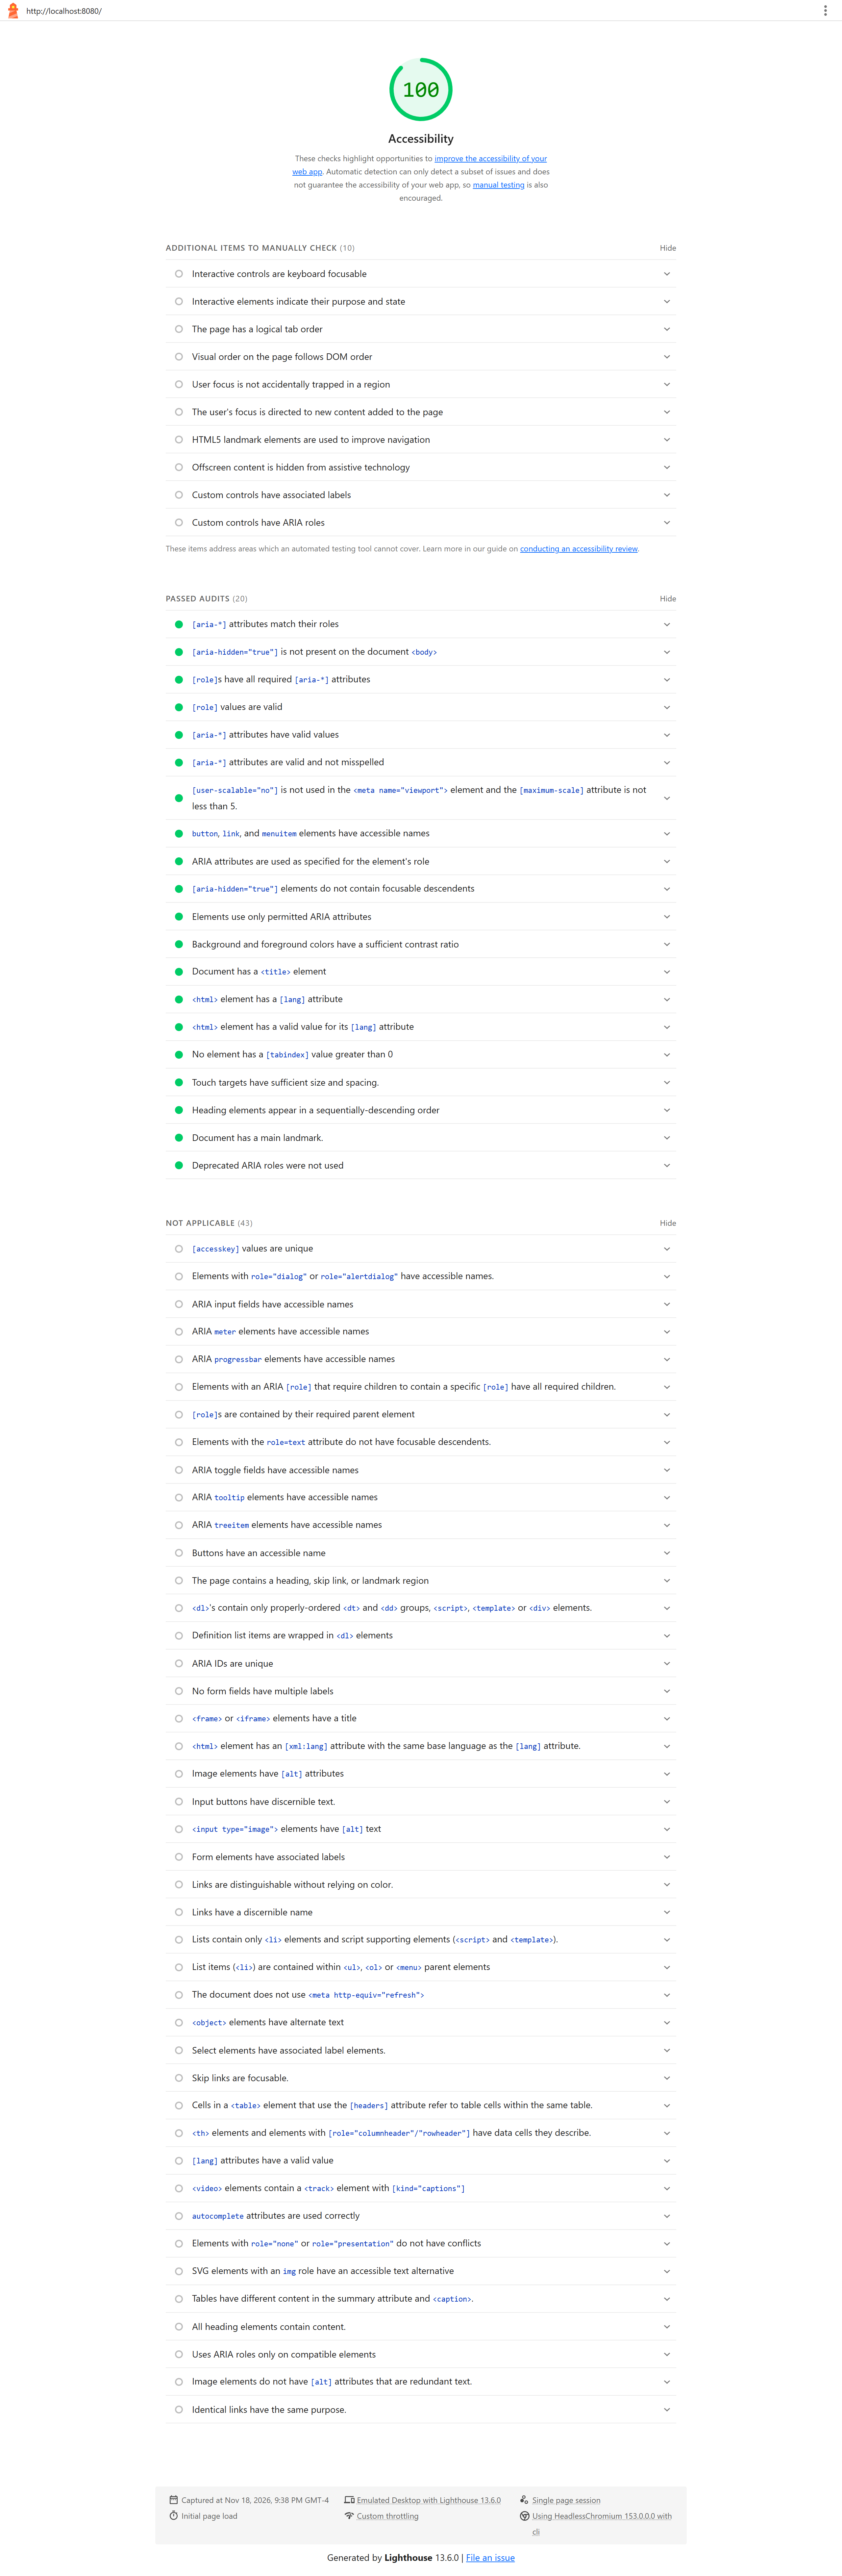 http://localhost:8080/
100
Accessibility
These checks highlight opportunities to improve the accessibility of your
web app. Automatic detection can only detect a subset of issues and does
not guarantee the accessibility of your web app, so manual testing is also
encouraged.
ADDITIONAL ITEMS TO MANUALLY CHECK (10) Hide
Interactive controls are keyboard focusable
Interactive elements indicate their purpose and state
The page has a logical tab order
Visual order on the page follows DOM order
User focus is not accidentally trapped in a region
The user's focus is directed to new content added to the page
HTML5 landmark elements are used to improve navigation
Offscreen content is hidden from assistive technology
Custom controls have associated labels
Custom controls have ARIA roles
These items address areas which an automated testing tool cannot cover. Learn more in our guide on conducting an accessibility review.
PASSED AUDITS (20) Hide
[aria-*] attributes match their roles
[aria-hidden="true"] is not present on the document <body>
[role]s have all required [aria-*] attributes
[role] values are valid
[aria-*] attributes have valid values
[aria-*] attributes are valid and not misspelled
[user-scalable="no"] is not used in the <meta name="viewport"> element and the [maximum-scale] attribute is not
less than 5.
button, link, and menuitem elements have accessible names
ARIA attributes are used as specified for the element's role
[aria-hidden="true"] elements do not contain focusable descendents
Elements use only permitted ARIA attributes
Background and foreground colors have a sufficient contrast ratio
Document has a <title> element
<html> element has a [lang] attribute
<html> element has a valid value for its [lang] attribute
No element has a [tabindex] value greater than 0
Touch targets have sufficient size and spacing.
Heading elements appear in a sequentially-descending order
Document has a main landmark.
Deprecated ARIA roles were not used
NOT APPLICABLE (43) Hide
[accesskey] values are unique
Elements with role="dialog" or role="alertdialog" have accessible names.
ARIA input fields have accessible names
ARIA meter elements have accessible names
ARIA progressbar elements have accessible names
Elements with an ARIA [role] that require children to contain a specific [role] have all required children.
[role]s are contained by their required parent element
Elements with the role=text attribute do not have focusable descendents.
ARIA toggle fields have accessible names
ARIA tooltip elements have accessible names
ARIA treeitem elements have accessible names
Buttons have an accessible name
The page contains a heading, skip link, or landmark region
<dl>'s contain only properly-ordered <dt> and <dd> groups, <script>, <template> or <div> elements.
Definition list items are wrapped in <dl> elements
ARIA IDs are unique
No form fields have multiple labels
<frame> or <iframe> elements have a title
<html> element has an [xml:lang] attribute with the same base language as the [lang] attribute.
Image elements have [alt] attributes
Input buttons have discernible text.
<input type="image"> elements have [alt] text
Form elements have associated labels
Links are distinguishable without relying on color.
Links have a discernible name
Lists contain only <li> elements and script supporting elements (<script> and <template>).
List items (<li>) are contained within <ul>, <ol> or <menu> parent elements
The document does not use <meta http-equiv="refresh">
<object> elements have alternate text
Select elements have associated label elements.
Skip links are focusable.
Cells in a <table> element that use the [headers] attribute refer to table cells within the same table.
<th> elements and elements with [role="columnheader"/"rowheader"] have data cells they describe.
[lang] attributes have a valid value
<video> elements contain a <track> element with [kind="captions"]
autocomplete attributes are used correctly
Elements with role="none" or role="presentation" do not have conflicts
SVG elements with an img role have an accessible text alternative
Tables have different content in the summary attribute and <caption>.
All heading elements contain content.
Uses ARIA roles only on compatible elements
Image elements do not have [alt] attributes that are redundant text.
Identical links have the same purpose.
Captured at Nov 18, 2026, 9:38 PM GMT-4 Emulated Desktop with Lighthouse 13.6.0 Single page session
Initial page load Custom throttling Using HeadlessChromium 153.0.0.0 with
cli
Generated by Lighthouse 13.6.0 | File an issue